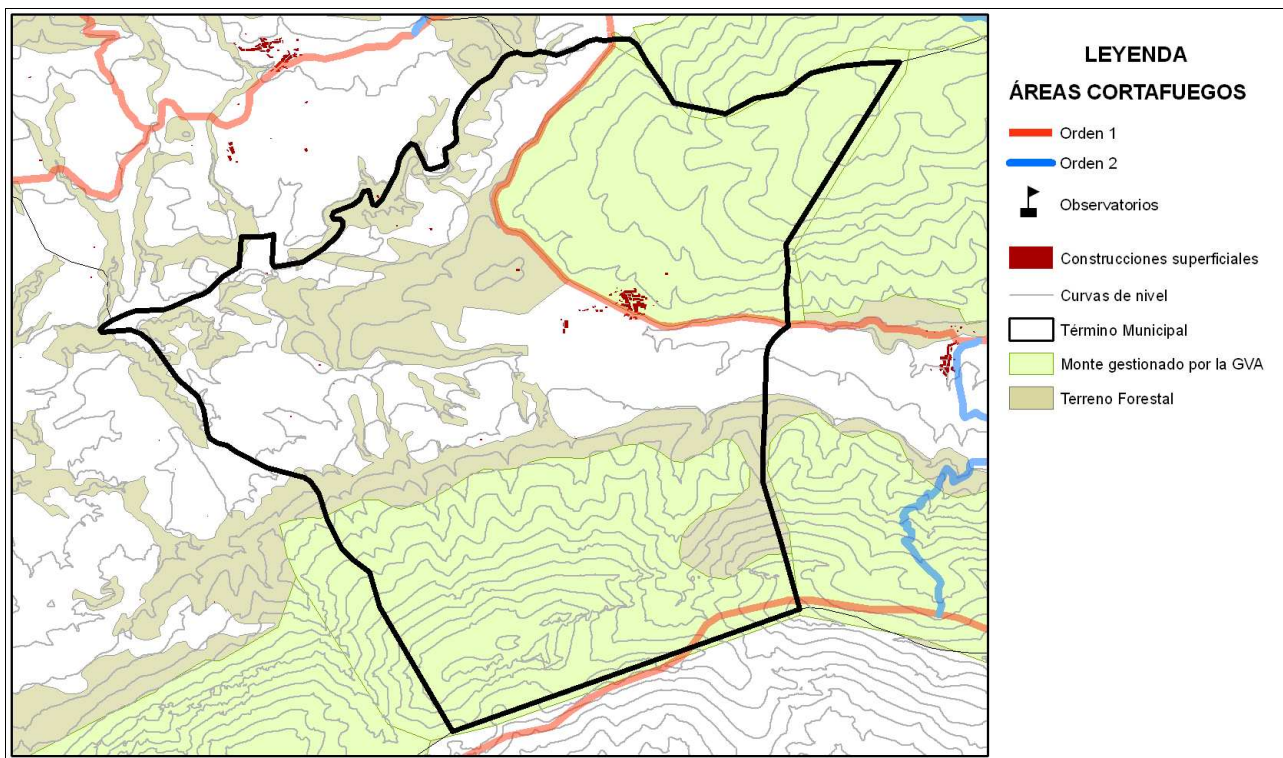 LEYENDA
ÁREAS CORTAFUEGOS
Orden 1
Orden 2
Observatorios
Construcciones superficiales
Curvas de nivel
Término Municipal
Monte gestionado por la GVA
Terreno Forestal